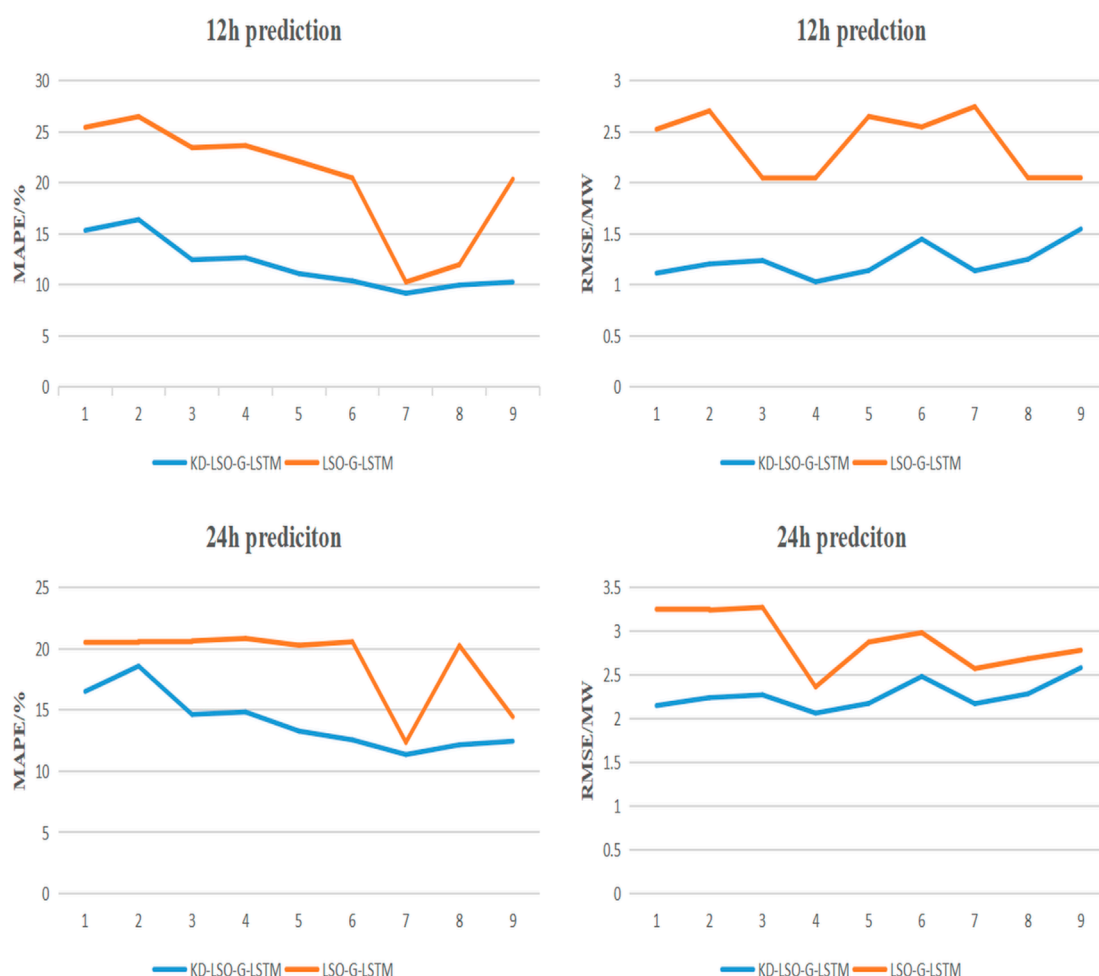 12h prediction
MAPE/%
30
25
20
15
10
5
0
1 2 3 4 5 6 7 8 9
KD-LSO-G-LSTM LSO-G-LSTM
12h predction
RMSE/MW
3
2.5
2
1.5
1
0.5
0
1 2 3 4 5 6 7 8 9
KD-LSO-G-LSTM LSO-G-LSTM
24h prediciton
MAPE/%
25
20
15
10
5
0
1 2 3 4 5 6 7 8 9
KD-LSO-G-LSTM LSO-G-LSTM
24h predciton
RMSE/MW
3.5
3
2.5
2
1.5
1
0.5
0
1 2 3 4 5 6 7 8 9
KD-LSO-G-LSTM LSO-G-LSTM